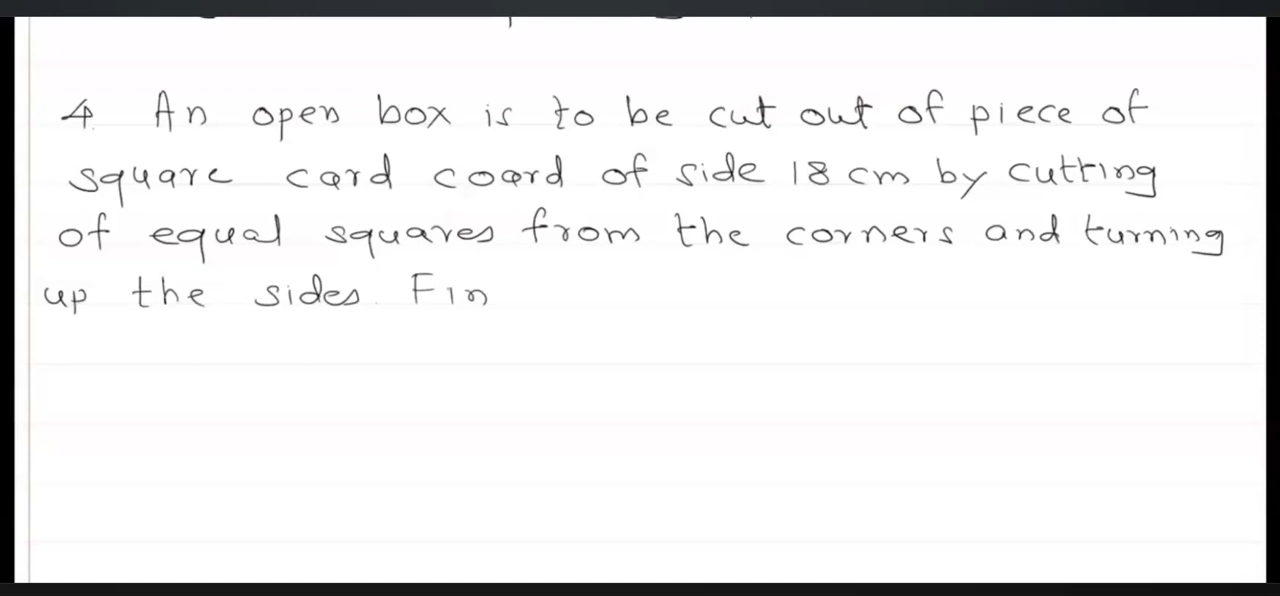 4. An open box is to be cut out of piece of
square card coard of side 18 cm by cutting
of equal squares from the corners and turning
up the sides. Fin